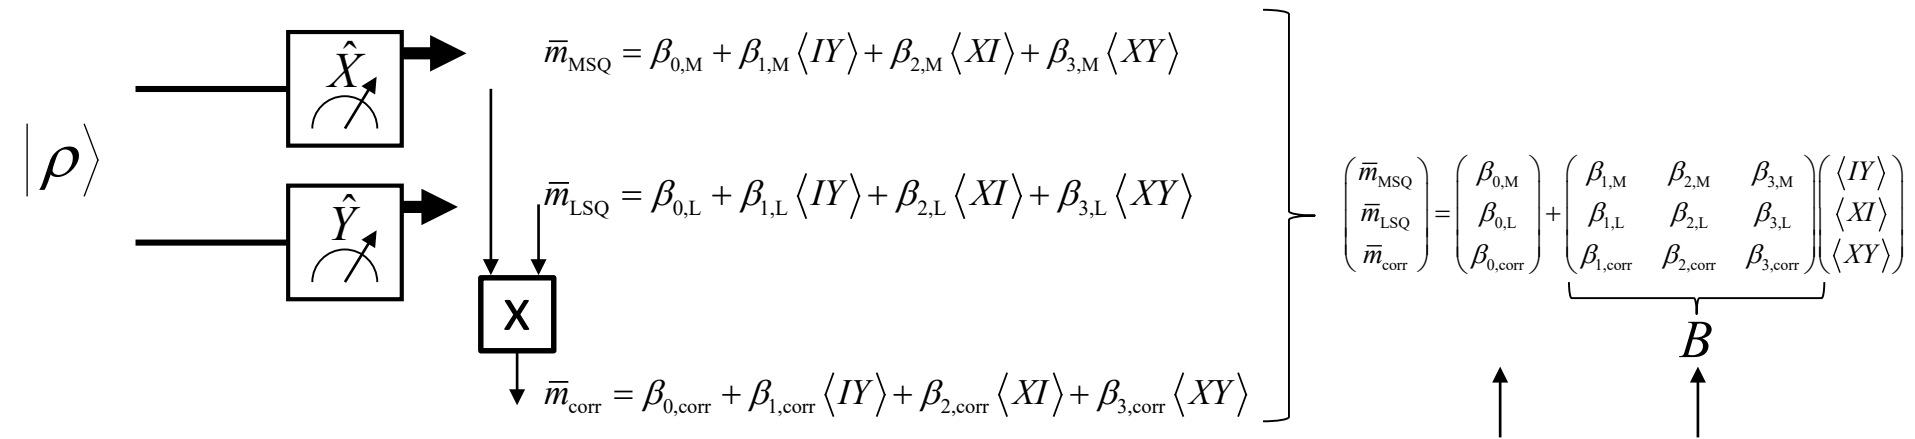 |ρ⟩
X̂
m̅_MSQ = β_0,M + β_1,M ⟨IY⟩ + β_2,M ⟨XI⟩ + β_3,M ⟨XY⟩
Ŷ
m̅_LSQ = β_0,L + β_1,L ⟨IY⟩ + β_2,L ⟨XI⟩ + β_3,L ⟨XY⟩
X
m̅_corr = β_0,corr + β_1,corr ⟨IY⟩ + β_2,corr ⟨XI⟩ + β_3,corr ⟨XY⟩
(m̅_MSQ) (β_0,M) (β_1,M β_2,M β_3,M) (⟨IY⟩)
(m̅_LSQ) = (β_0,L) + (β_1,L β_2,L β_3,L) (⟨XI⟩)
(m̅_corr) (β_0,corr) (β_1,corr β_2,corr β_3,corr) (⟨XY⟩)
B